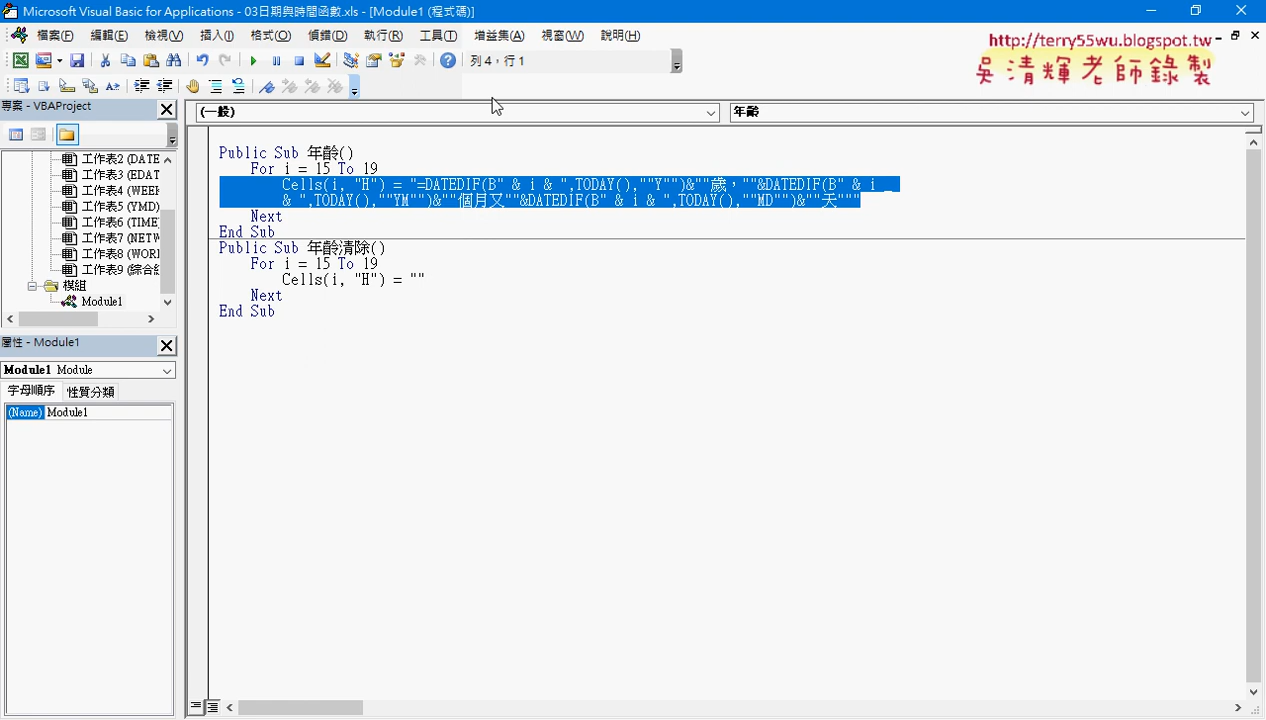 Microsoft Visual Basic for Applications - 03日期與時間函數.xls - [Module1 (程式碼)]
檔案(F) 編輯(E) 檢視(V) 插入(I) 格式(O) 偵錯(D) 執行(R) 工具(T) 增益集(A) 視窗(W) 說明(H)
http://terry55wu.blogspot.tw
吳清輝老師錄製
列 4，行 1
專案 - VBAProject
(一般) 年齡
工作表2 (DATE
工作表3 (EDAT
工作表4 (WEEK
工作表5 (YMD)
工作表6 (TIME)
工作表7 (NETW
工作表8 (WORK
工作表9 (綜合
模組
Module1
Public Sub 年齡()
For i = 15 To 19
Cells(i, "H") = "=DATEDIF(B" & i & ",TODAY(),""Y"")&""歲，""&DATEDIF(B" & i _
& ",TODAY(),""YM"")&""個月又""&DATEDIF(B" & i & ",TODAY(),""MD"")&""天"""
Next
End Sub
Public Sub 年齡清除()
For i = 15 To 19
Cells(i, "H") = ""
Next
End Sub
屬性 - Module1
Module1 Module
字母順序 性質分類
(Name) Module1